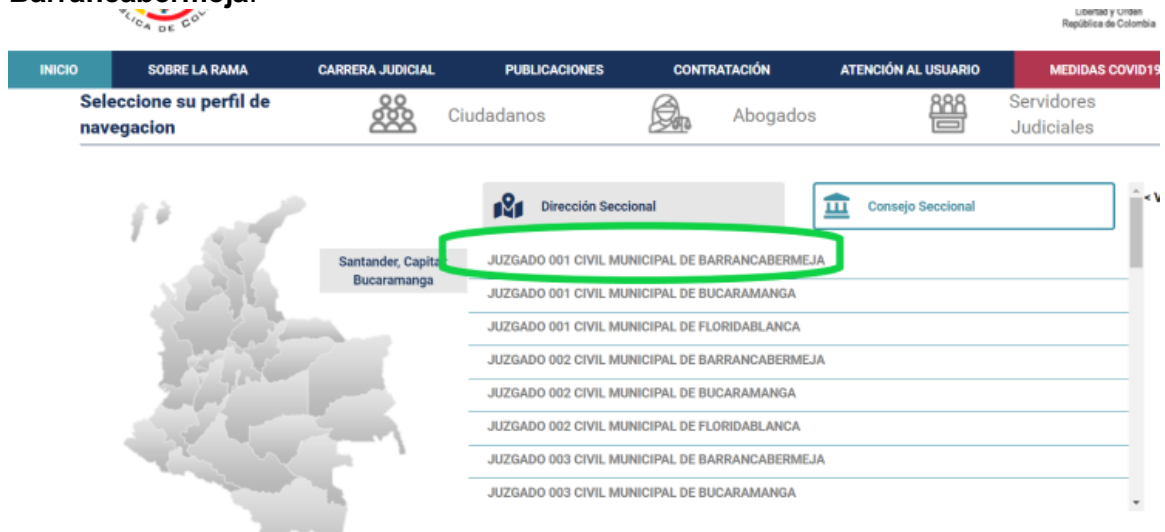 Barrancabermeja.
BLICA DE COL
Libertad y Orden
República de Colombia
INICIO SOBRE LA RAMA CARRERA JUDICIAL PUBLICACIONES CONTRATACIÓN ATENCIÓN AL USUARIO MEDIDAS COVID19
Seleccione su perfil de
navegacion
Ciudadanos
Abogados
Servidores
Judiciales
Dirección Seccional
Consejo Seccional
< V
Santander, Capital
Bucaramanga
JUZGADO 001 CIVIL MUNICIPAL DE BARRANCABERMEJA
JUZGADO 001 CIVIL MUNICIPAL DE BUCARAMANGA
JUZGADO 001 CIVIL MUNICIPAL DE FLORIDABLANCA
JUZGADO 002 CIVIL MUNICIPAL DE BARRANCABERMEJA
JUZGADO 002 CIVIL MUNICIPAL DE BUCARAMANGA
JUZGADO 002 CIVIL MUNICIPAL DE FLORIDABLANCA
JUZGADO 003 CIVIL MUNICIPAL DE BARRANCABERMEJA
JUZGADO 003 CIVIL MUNICIPAL DE BUCARAMANGA